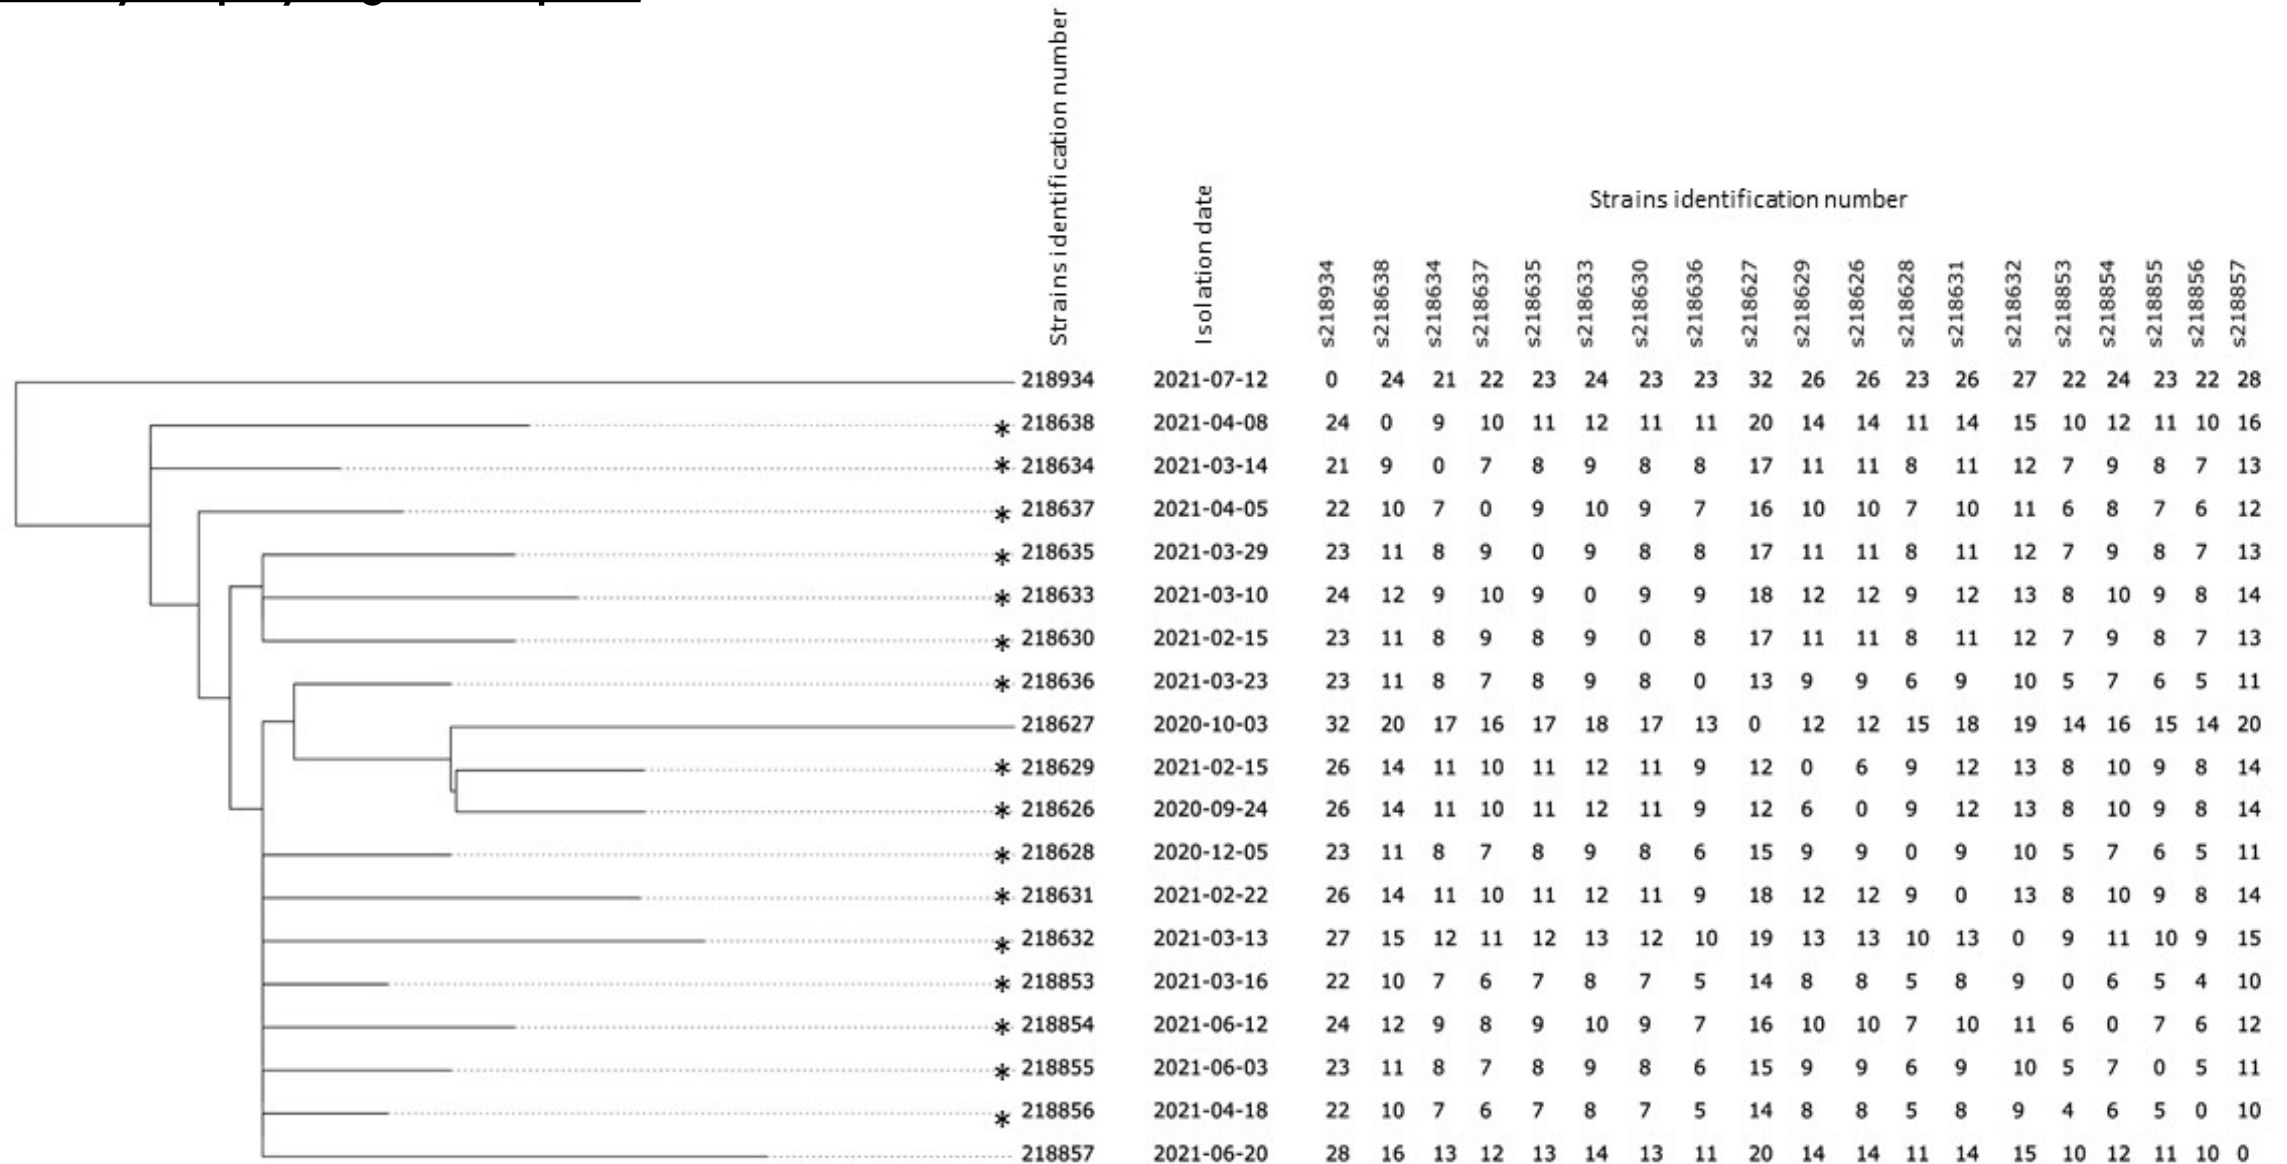 Strains identification number
Isolation date
Strains identification number
s218934 s218638 s218634 s218637 s218635 s218633 s218630 s218636 s218627 s218629 s218626 s218628 s218631 s218632 s218853 s218854 s218855 s218856 s218857
218934 2021-07-12 0 24 21 22 23 24 23 23 32 26 26 23 26 27 22 24 23 22 28
* 218638 2021-04-08 24 0 9 10 11 12 11 11 20 14 14 11 14 15 10 12 11 10 16
* 218634 2021-03-14 21 9 0 7 8 9 8 8 17 11 11 8 11 12 7 9 8 7 13
* 218637 2021-04-05 22 10 7 0 9 10 9 7 16 10 10 7 10 11 6 8 7 6 12
* 218635 2021-03-29 23 11 8 9 0 9 8 8 17 11 11 8 11 12 7 9 8 7 13
* 218633 2021-03-10 24 12 9 10 9 0 9 9 18 12 12 9 12 13 8 10 9 8 14
* 218630 2021-02-15 23 11 8 9 8 9 0 8 17 11 11 8 11 12 7 9 8 7 13
* 218636 2021-03-23 23 11 8 7 8 9 8 0 13 9 9 6 9 10 5 7 6 5 11
218627 2020-10-03 32 20 17 16 17 18 17 13 0 12 12 15 18 19 14 16 15 14 20
* 218629 2021-02-15 26 14 11 10 11 12 11 9 12 0 6 9 12 13 8 10 9 8 14
* 218626 2020-09-24 26 14 11 10 11 12 11 9 12 6 0 9 12 13 8 10 9 8 14
* 218628 2020-12-05 23 11 8 7 8 9 8 6 15 9 9 0 9 10 5 7 6 5 11
* 218631 2021-02-22 26 14 11 10 11 12 11 9 18 12 12 9 0 13 8 10 9 8 14
* 218632 2021-03-13 27 15 12 11 12 13 12 10 19 13 13 10 13 0 9 11 10 9 15
* 218853 2021-03-16 22 10 7 6 7 8 7 5 14 8 8 5 8 9 0 6 5 4 10
* 218854 2021-06-12 24 12 9 8 9 10 9 7 16 10 10 7 10 11 6 0 7 6 12
* 218855 2021-06-03 23 11 8 7 8 9 8 6 15 9 9 6 9 10 5 7 0 5 11
* 218856 2021-04-18 22 10 7 6 7 8 7 5 14 8 8 5 8 9 4 6 5 0 10
218857 2021-06-20 28 16 13 12 13 14 13 11 20 14 14 11 14 15 10 12 11 10 0